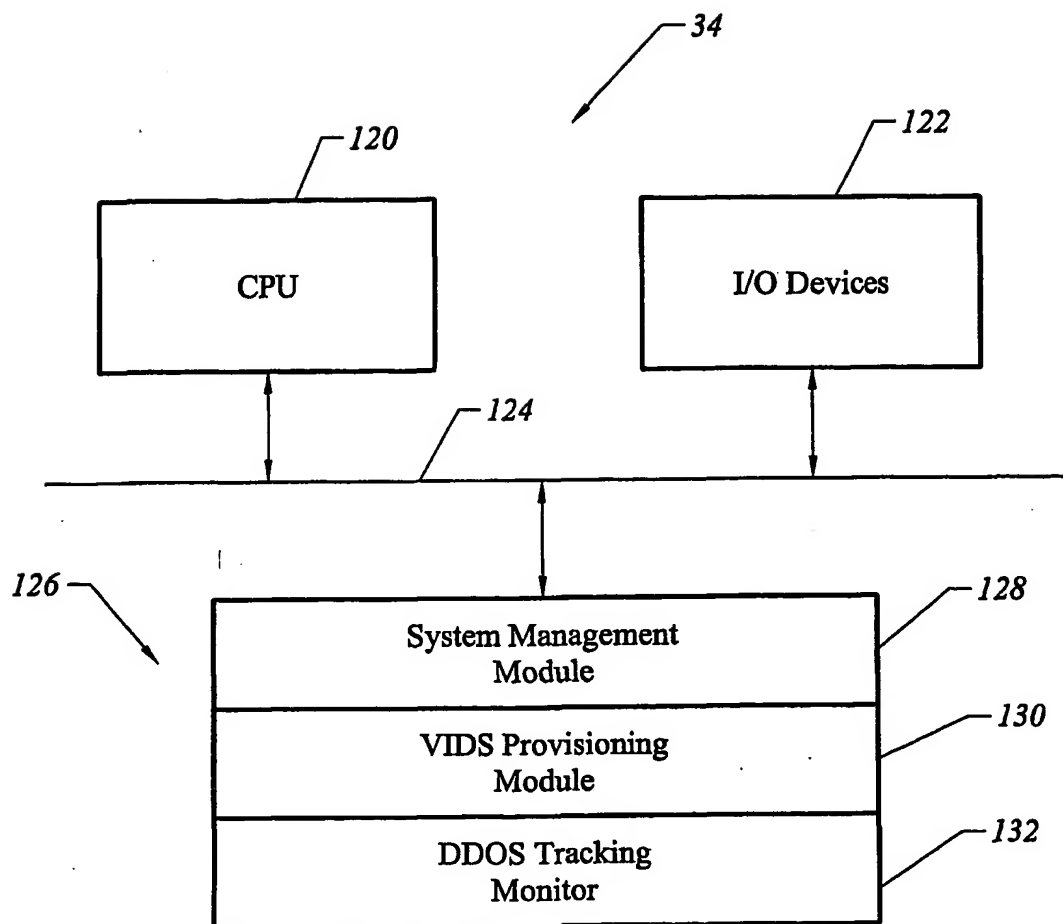 34
120
122
CPU
I/O Devices
124
126
128
System Management
Module
130
VIDS Provisioning
Module
132
DDOS Tracking
Monitor